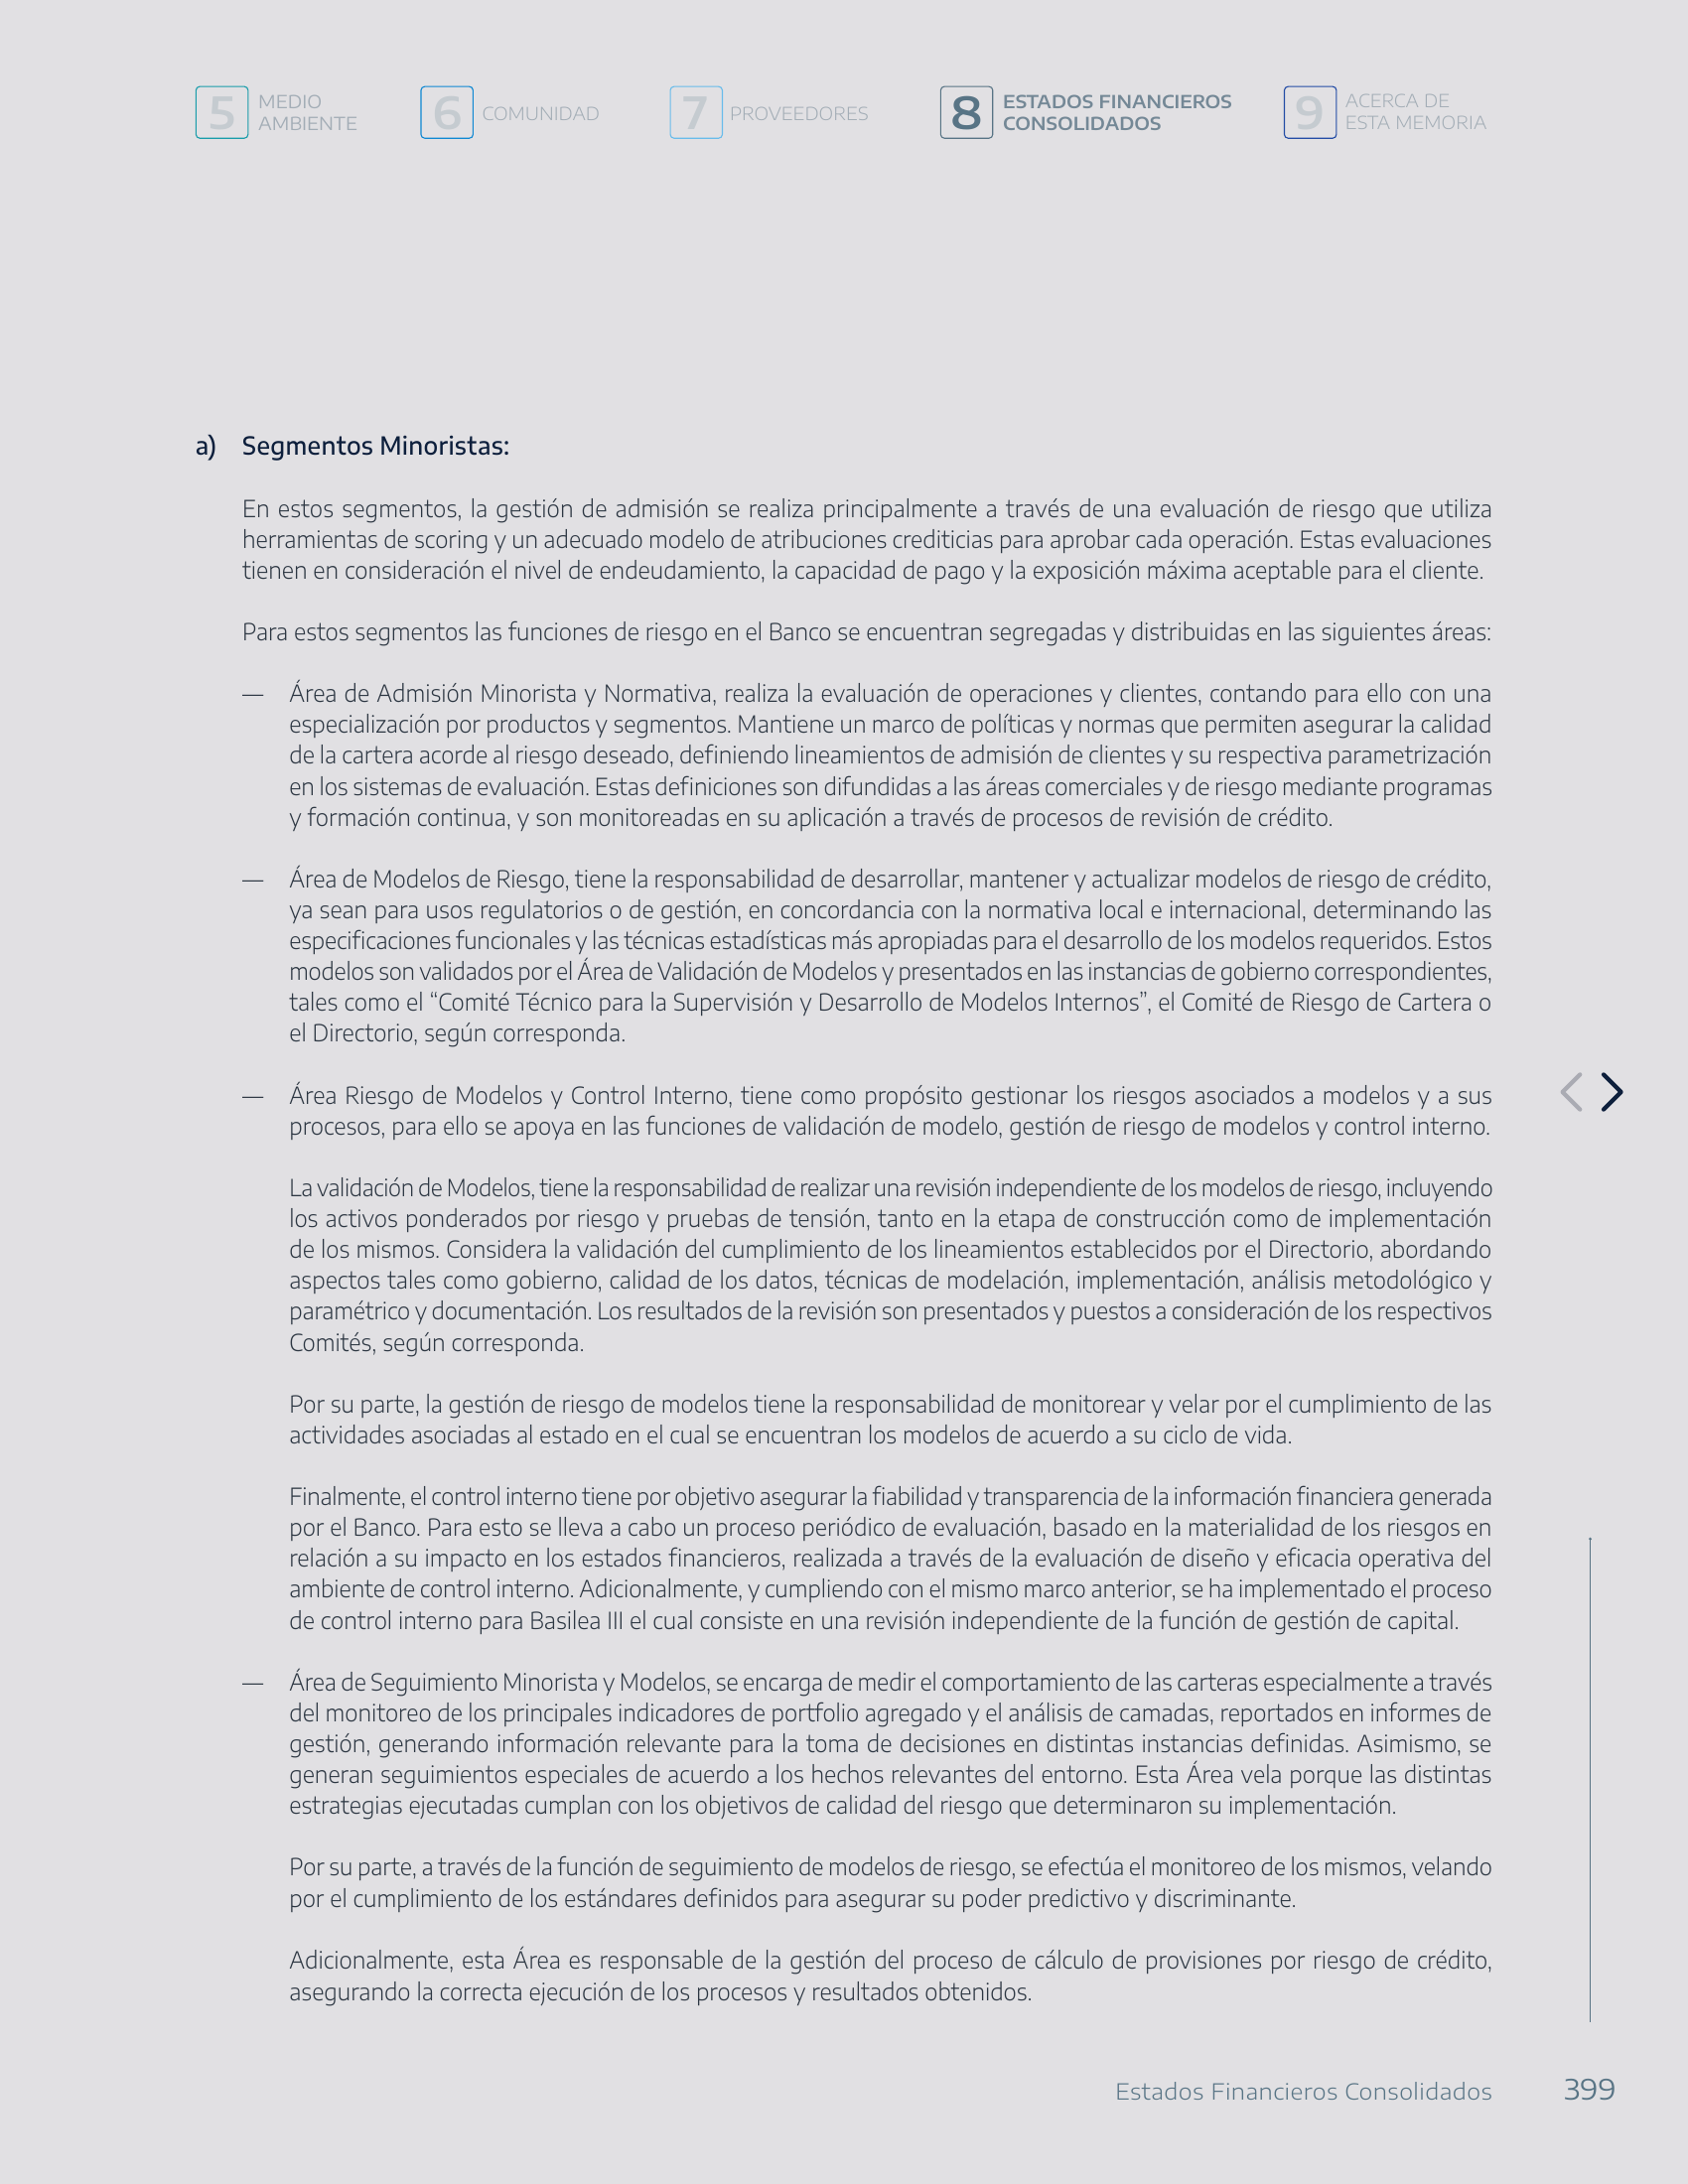 5 MEDIO
AMBIENTE
6 COMUNIDAD
7 PROVEEDORES
8 ESTADOS FINANCIEROS
CONSOLIDADOS
9 ACERCA DE
ESTA MEMORIA
a) Segmentos Minoristas:
En estos segmentos, la gestión de admisión se realiza principalmente a través de una evaluación de riesgo que utiliza
herramientas de scoring y un adecuado modelo de atribuciones crediticias para aprobar cada operación. Estas evaluaciones
tienen en consideración el nivel de endeudamiento, la capacidad de pago y la exposición máxima aceptable para el cliente.
Para estos segmentos las funciones de riesgo en el Banco se encuentran segregadas y distribuidas en las siguientes áreas:
— Área de Admisión Minorista y Normativa, realiza la evaluación de operaciones y clientes, contando para ello con una
especialización por productos y segmentos. Mantiene un marco de políticas y normas que permiten asegurar la calidad
de la cartera acorde al riesgo deseado, definiendo lineamientos de admisión de clientes y su respectiva parametrización
en los sistemas de evaluación. Estas definiciones son difundidas a las áreas comerciales y de riesgo mediante programas
y formación continua, y son monitoreadas en su aplicación a través de procesos de revisión de crédito.
— Área de Modelos de Riesgo, tiene la responsabilidad de desarrollar, mantener y actualizar modelos de riesgo de crédito,
ya sean para usos regulatorios o de gestión, en concordancia con la normativa local e internacional, determinando las
especificaciones funcionales y las técnicas estadísticas más apropiadas para el desarrollo de los modelos requeridos. Estos
modelos son validados por el Área de Validación de Modelos y presentados en las instancias de gobierno correspondientes,
tales como el “Comité Técnico para la Supervisión y Desarrollo de Modelos Internos”, el Comité de Riesgo de Cartera o
el Directorio, según corresponda.
— Área Riesgo de Modelos y Control Interno, tiene como propósito gestionar los riesgos asociados a modelos y a sus
procesos, para ello se apoya en las funciones de validación de modelo, gestión de riesgo de modelos y control interno.
La validación de Modelos, tiene la responsabilidad de realizar una revisión independiente de los modelos de riesgo, incluyendo
los activos ponderados por riesgo y pruebas de tensión, tanto en la etapa de construcción como de implementación
de los mismos. Considera la validación del cumplimiento de los lineamientos establecidos por el Directorio, abordando
aspectos tales como gobierno, calidad de los datos, técnicas de modelación, implementación, análisis metodológico y
paramétrico y documentación. Los resultados de la revisión son presentados y puestos a consideración de los respectivos
Comités, según corresponda.
Por su parte, la gestión de riesgo de modelos tiene la responsabilidad de monitorear y velar por el cumplimiento de las
actividades asociadas al estado en el cual se encuentran los modelos de acuerdo a su ciclo de vida.
Finalmente, el control interno tiene por objetivo asegurar la fiabilidad y transparencia de la información financiera generada
por el Banco. Para esto se lleva a cabo un proceso periódico de evaluación, basado en la materialidad de los riesgos en
relación a su impacto en los estados financieros, realizada a través de la evaluación de diseño y eficacia operativa del
ambiente de control interno. Adicionalmente, y cumpliendo con el mismo marco anterior, se ha implementado el proceso
de control interno para Basilea III el cual consiste en una revisión independiente de la función de gestión de capital.
— Área de Seguimiento Minorista y Modelos, se encarga de medir el comportamiento de las carteras especialmente a través
del monitoreo de los principales indicadores de portfolio agregado y el análisis de camadas, reportados en informes de
gestión, generando información relevante para la toma de decisiones en distintas instancias definidas. Asimismo, se
generan seguimientos especiales de acuerdo a los hechos relevantes del entorno. Esta Área vela porque las distintas
estrategias ejecutadas cumplan con los objetivos de calidad del riesgo que determinaron su implementación.
Por su parte, a través de la función de seguimiento de modelos de riesgo, se efectúa el monitoreo de los mismos, velando
por el cumplimiento de los estándares definidos para asegurar su poder predictivo y discriminante.
Adicionalmente, esta Área es responsable de la gestión del proceso de cálculo de provisiones por riesgo de crédito,
asegurando la correcta ejecución de los procesos y resultados obtenidos.
Estados Financieros Consolidados 399